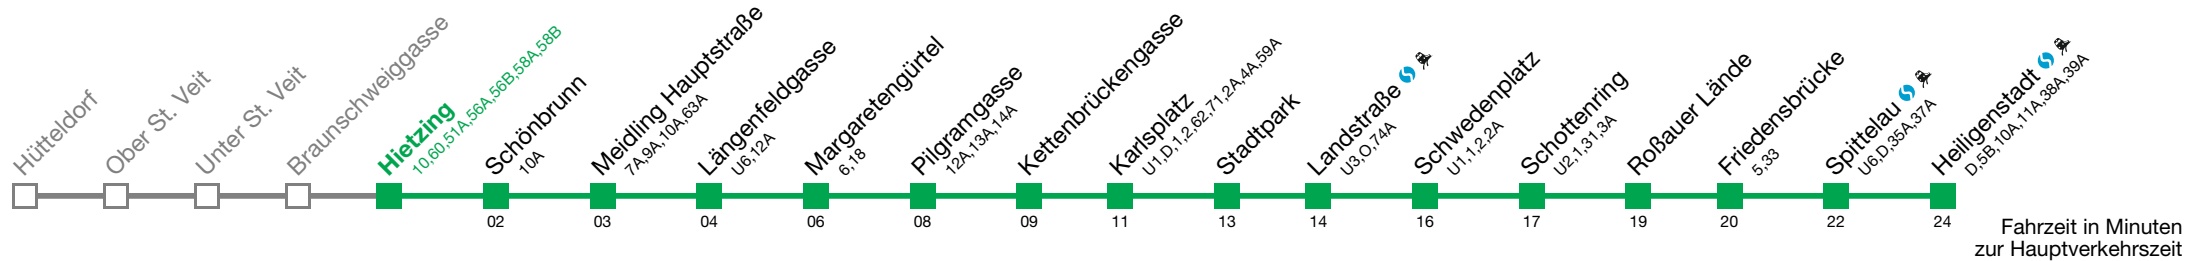 Hütteldorf
Ober St. Veit
Unter St. Veit
Braunschweiggasse
Hietzing
10,60,51A,56A,56B,58A,58B
Schönbrunn
10A
02
Meidling Hauptstraße
7A,9A,10A,63A
03
Längenfeldgasse
U6,12A
04
Margaretengürtel
6,18
06
Pilgramgasse
12A,13A,14A
08
Kettenbrückengasse
09
Karlsplatz
U1,D,1,2,62,71,2A,4A,59A
11
Stadtpark
13
Landstraße
U3,O,74A
14
Schwedenplatz
U1,1,2,2A
16
Schottenring
U2,1,31,3A
17
Roßauer Lände
19
Friedensbrücke
5,33
20
Spittelau
U6,D,35A,37A
22
Heiligenstadt
D,5B,10A,11A,38A,39A
24
Fahrzeit in Minuten
zur Hauptverkehrszeit